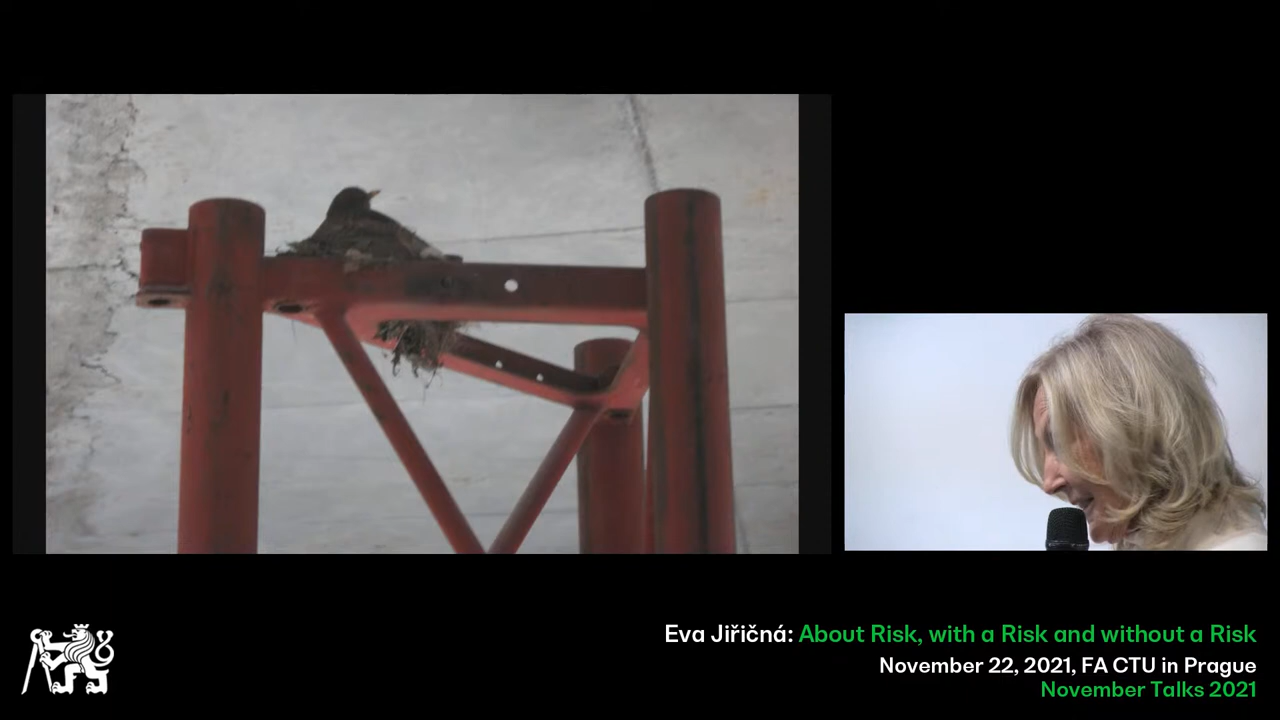 Eva Jiřičná: About Risk, with a Risk and without a Risk
November 22, 2021, FA CTU in Prague
November Talks 2021